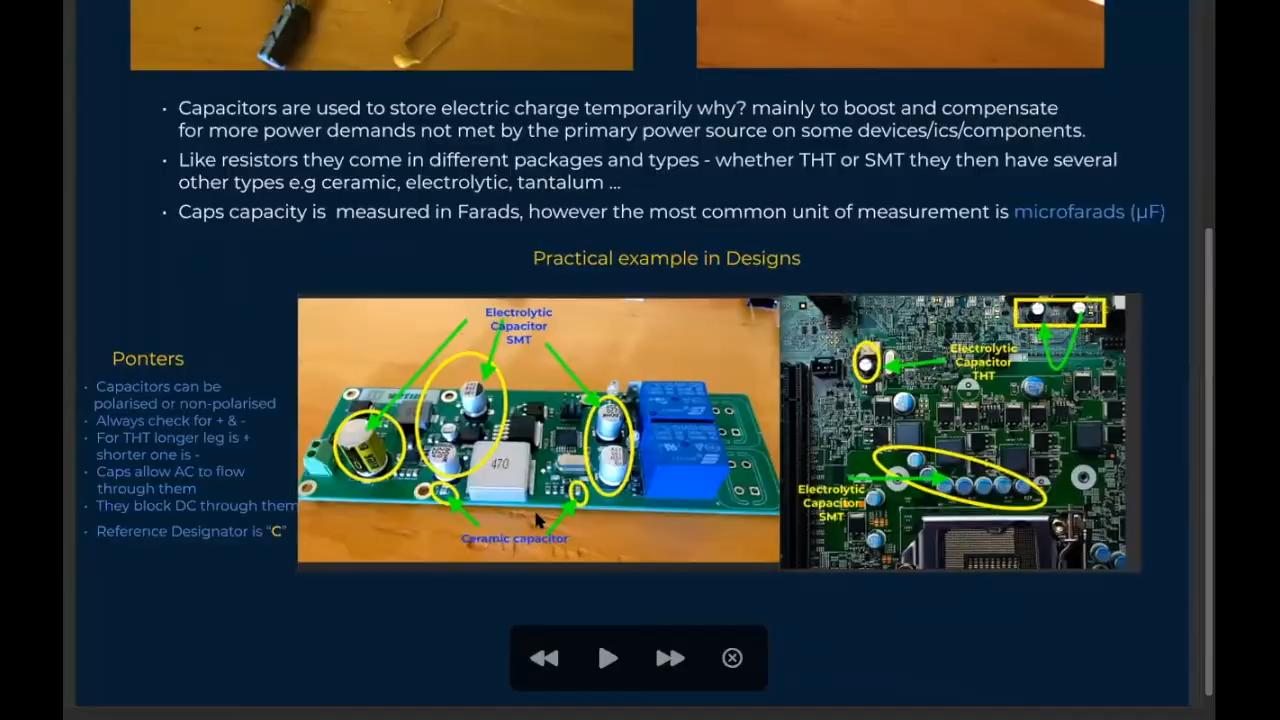 · Capacitors are used to store electric charge temporarily why? mainly to boost and compensate
for more power demands not met by the primary power source on some devices/ics/components.
· Like resistors they come in different packages and types - whether THT or SMT they then have several
other types e.g ceramic, electrolytic, tantalum ...
· Caps capacity is measured in Farads, however the most common unit of measurement is microfarads (µF)
Practical example in Designs
Ponters
· Capacitors can be
polarised or non-polarised
· Always check for + & -
· For THT longer leg is +
shorter one is -
· Caps allow AC to flow
through them
· They block DC through them
· Reference Designator is “C”
Electrolytic
Capacitor
SMT
470
Ceramic capacitor
Electrolytic
Capacitor
THT
Electrolytic
Capacitor
SMT